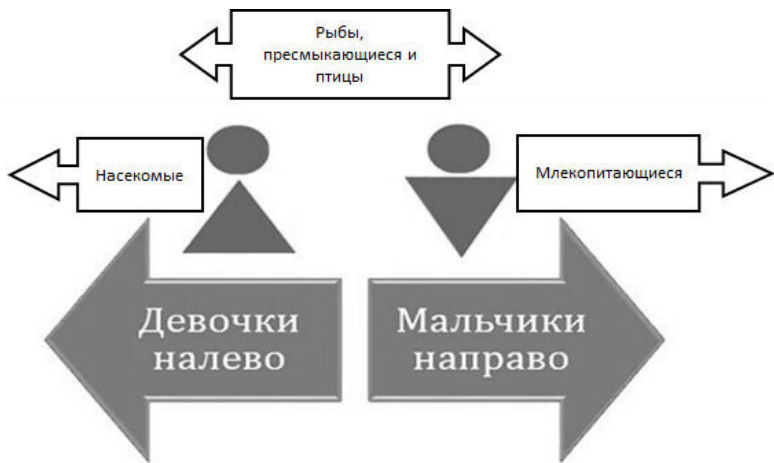 Рыбы,
пресмыкающиеся и
птицы
Насекомые
Млекопитающиеся
Девочки
налево
Мальчики
направо